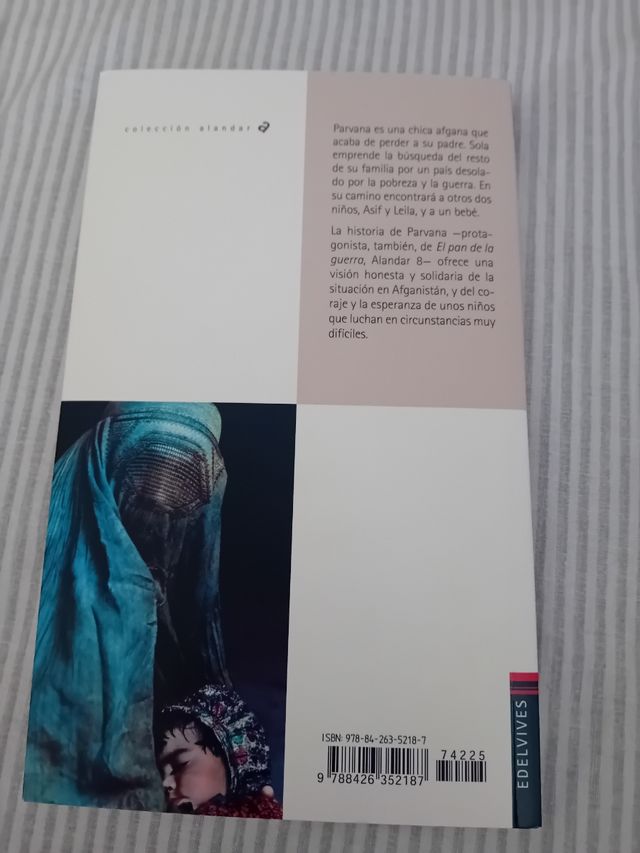 colección alandar a
Parvana es una chica afgana que
acaba de perder a su padre. Sola
emprende la búsqueda del resto
de su familia por un país desola-
do por la pobreza y la guerra. En
su camino encontrará a otros dos
niños, Asif y Leila, y a un bebé.
La historia de Parvana —prota-
gonista, también, de El pan de la
guerra, Alandar 8— ofrece una
visión honesta y solidaria de la
situación en Afganistán, y del co-
raje y la esperanza de unos niños
que luchan en circunstancias muy
difíciles.
ISBN: 978-84-263-5218-7
74225
9 788426 352187
EDELVIVES